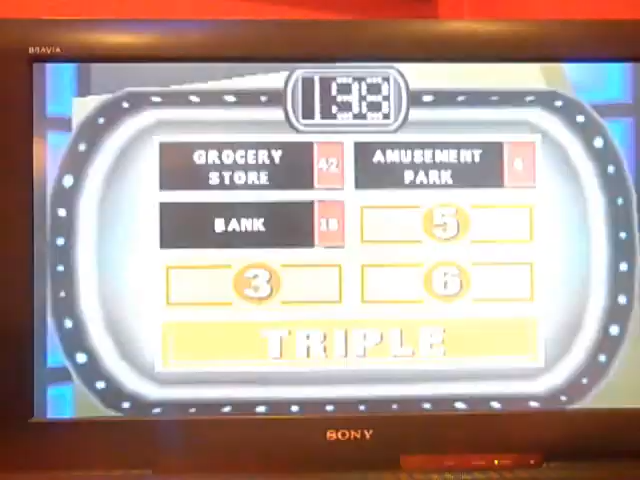 BRAVIA
198
GROCERY STORE 42
AMUSEMENT PARK
BANK
5
3
6
TRIPLE
SONY